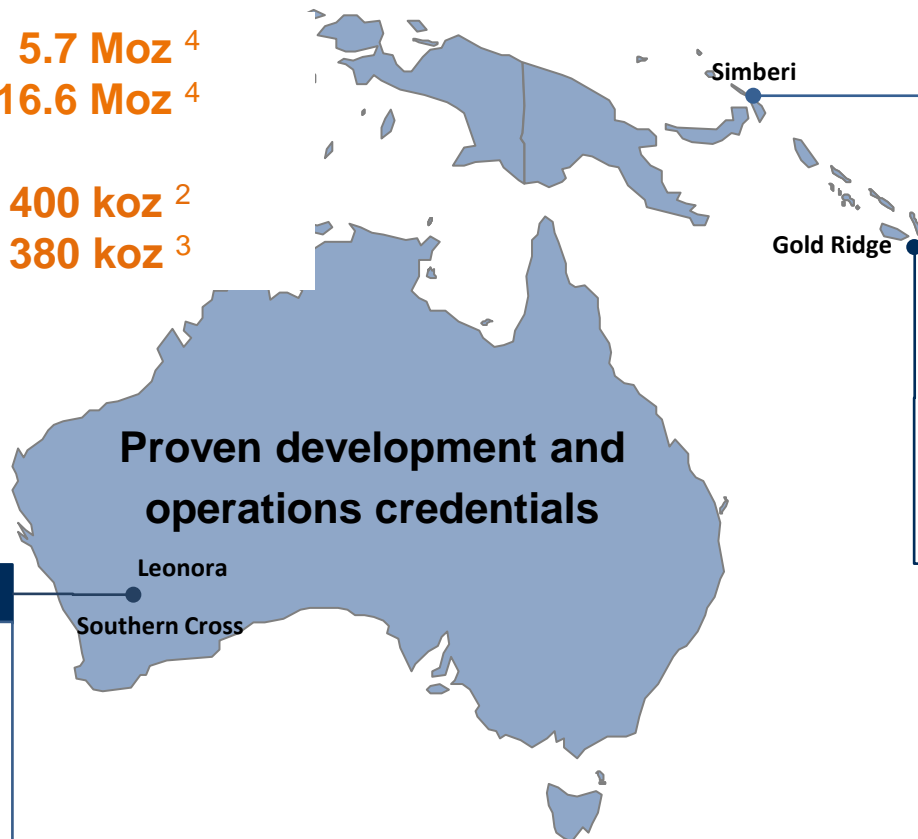 5.7 Moz 4
16.6 Moz 4
400 koz 2
380 koz 3
Simberi
Gold Ridge
Proven development and
operations credentials
Leonora
Southern Cross